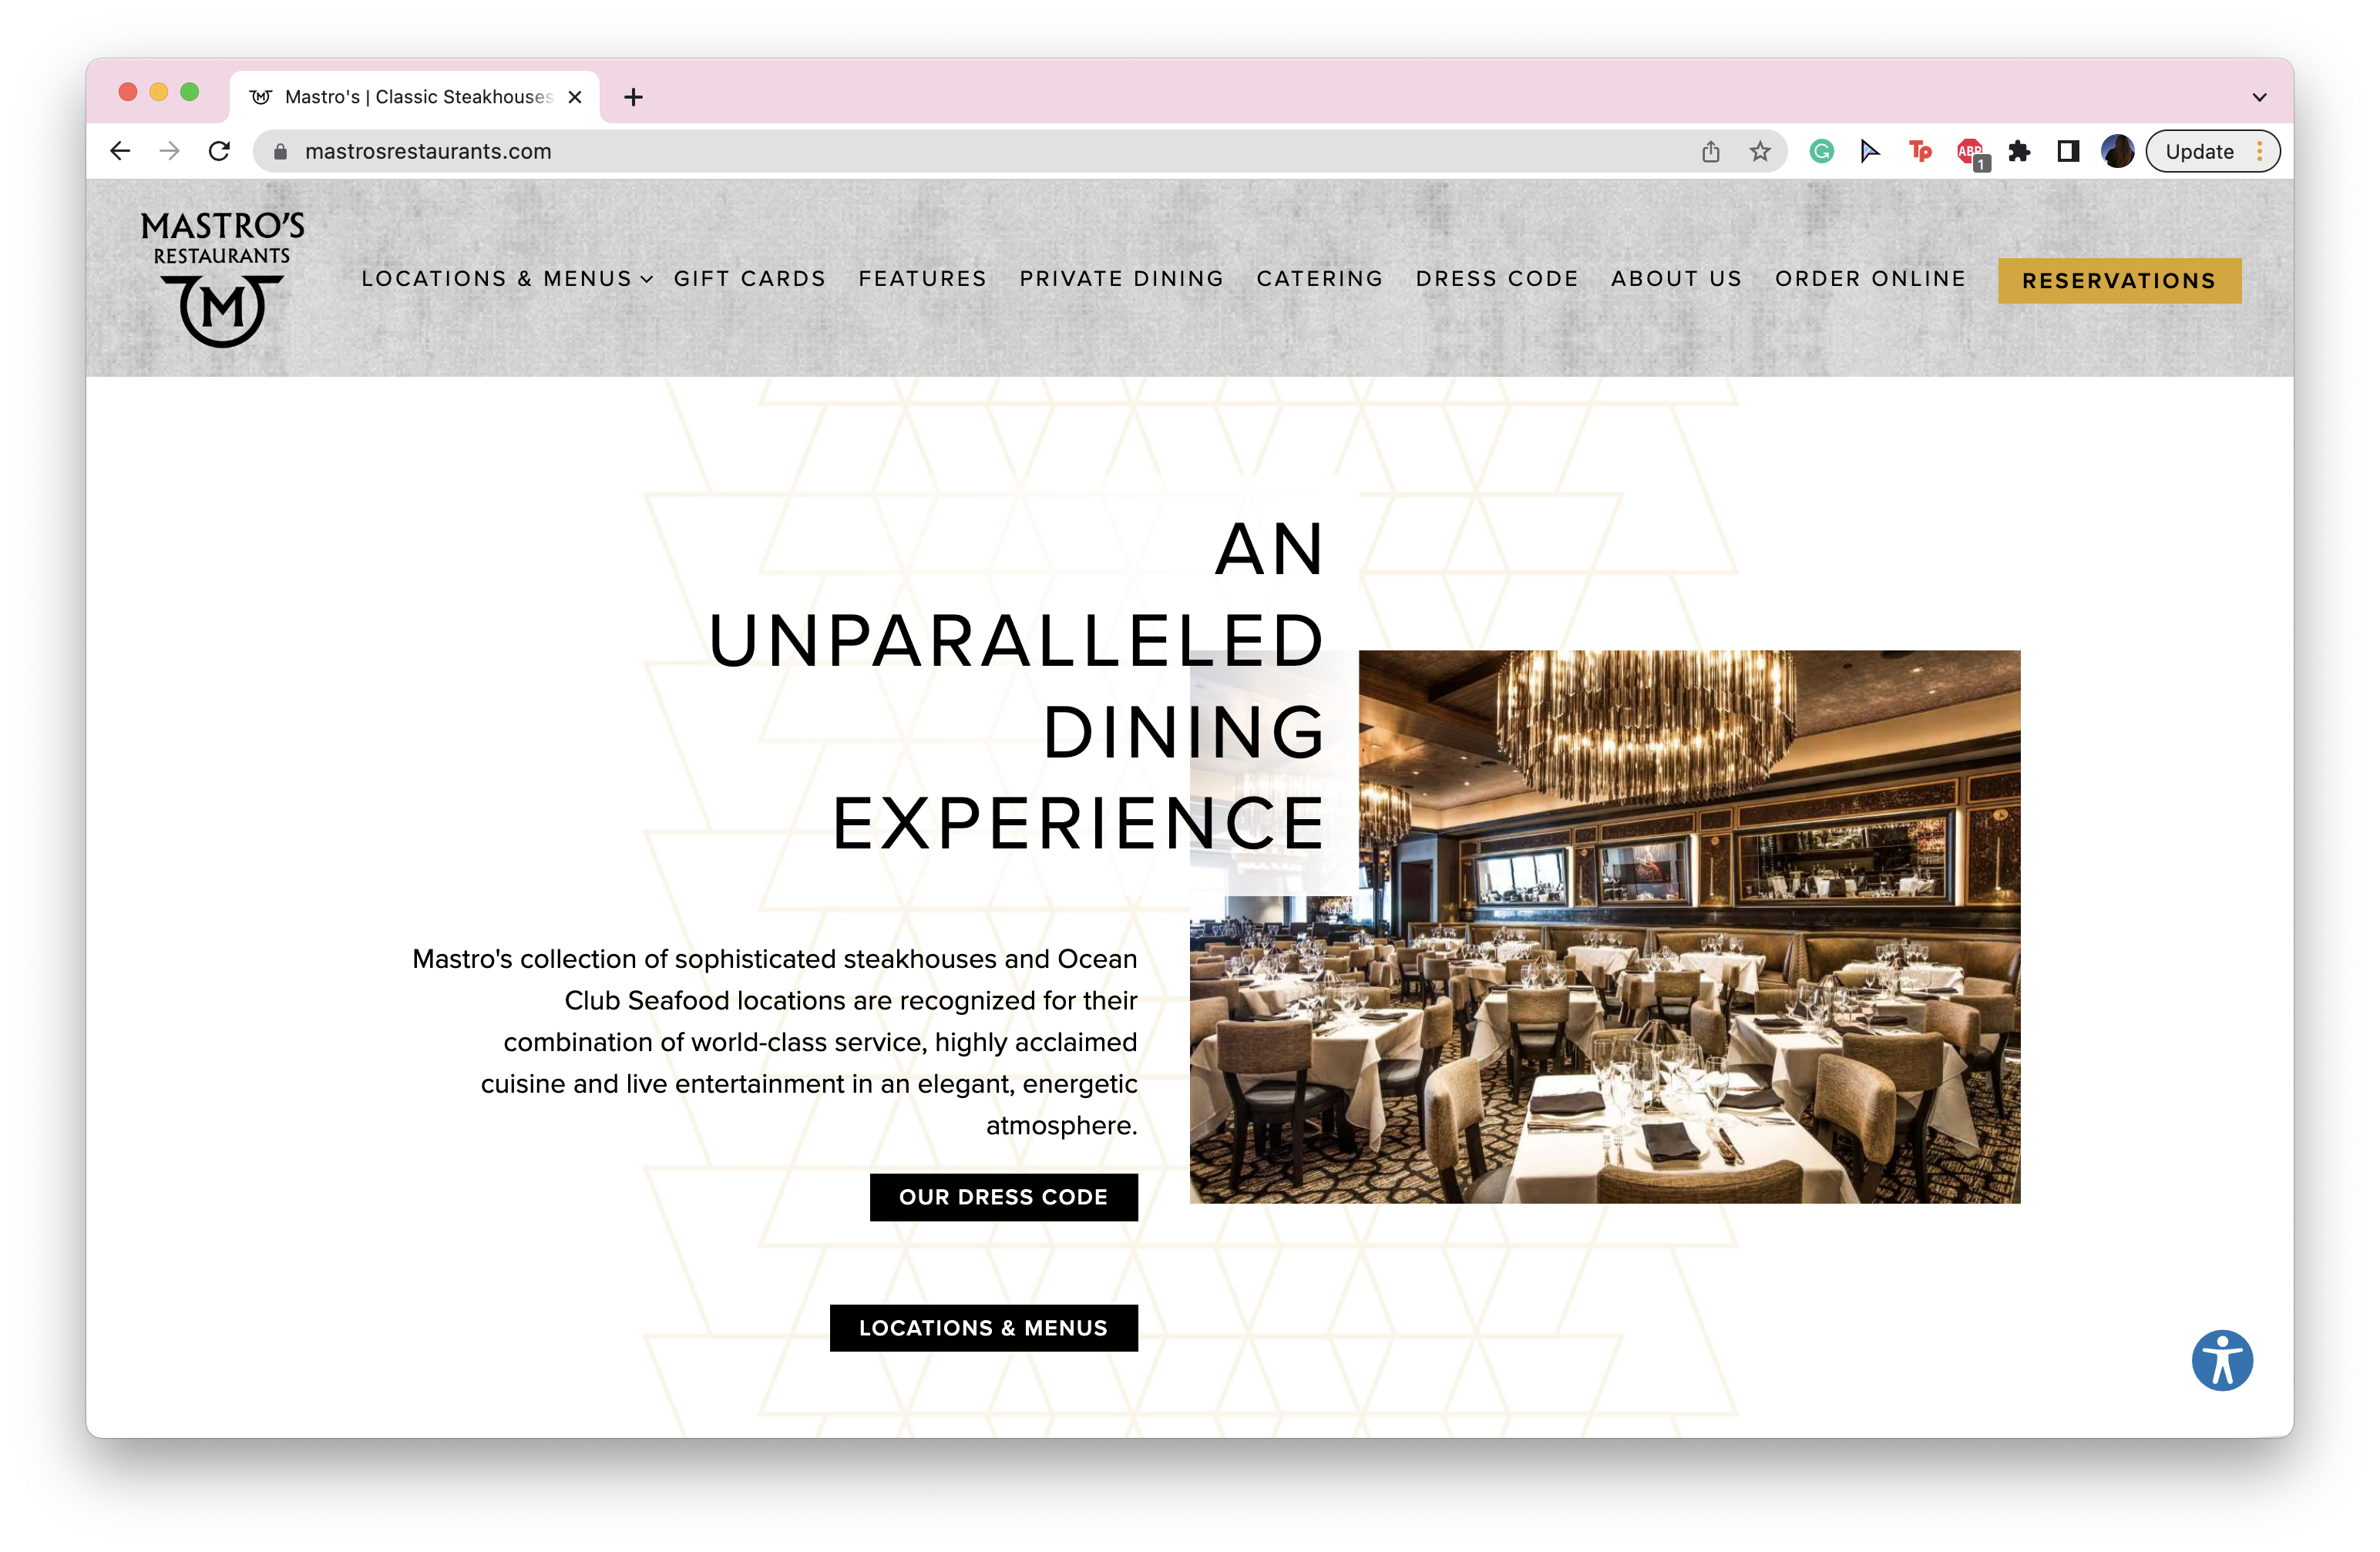 Mastro's | Classic Steakhouses
mastrosrestaurants.com
ABP
1
Update
MASTRO'S
RESTAURANTS
M
LOCATIONS & MENUS
GIFT CARDS
FEATURES
PRIVATE DINING
CATERING
DRESS CODE
ABOUT US
ORDER ONLINE
RESERVATIONS
AN
UNPARALLELED
DINING
EXPERIENCE
Mastro's collection of sophisticated steakhouses and Ocean
Club Seafood locations are recognized for their
combination of world-class service, highly acclaimed
cuisine and live entertainment in an elegant, energetic
atmosphere.
OUR DRESS CODE
LOCATIONS & MENUS